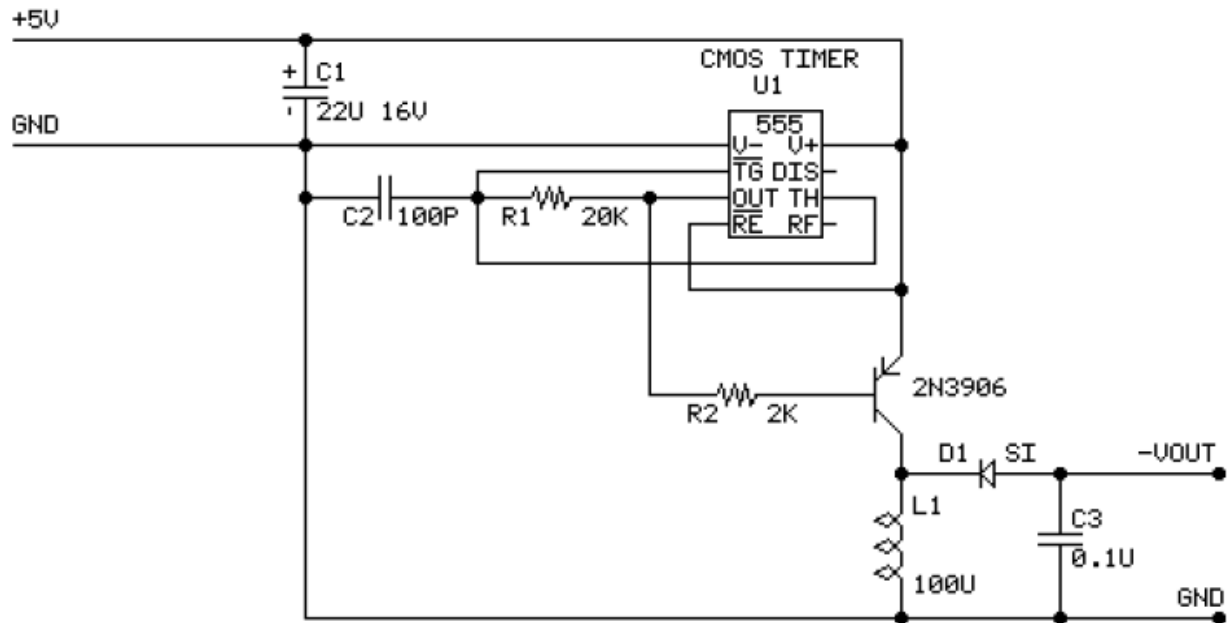 +5V
CMOS TIMER
U1
+ C1
- 22U 16V
GND
555
V- V+
TG DIS
OUT TH
RE RF
C2 100P R1 20K
2N3906
R2 2K
D1 SI -VOUT
L1
C3
0.1U
100U
GND